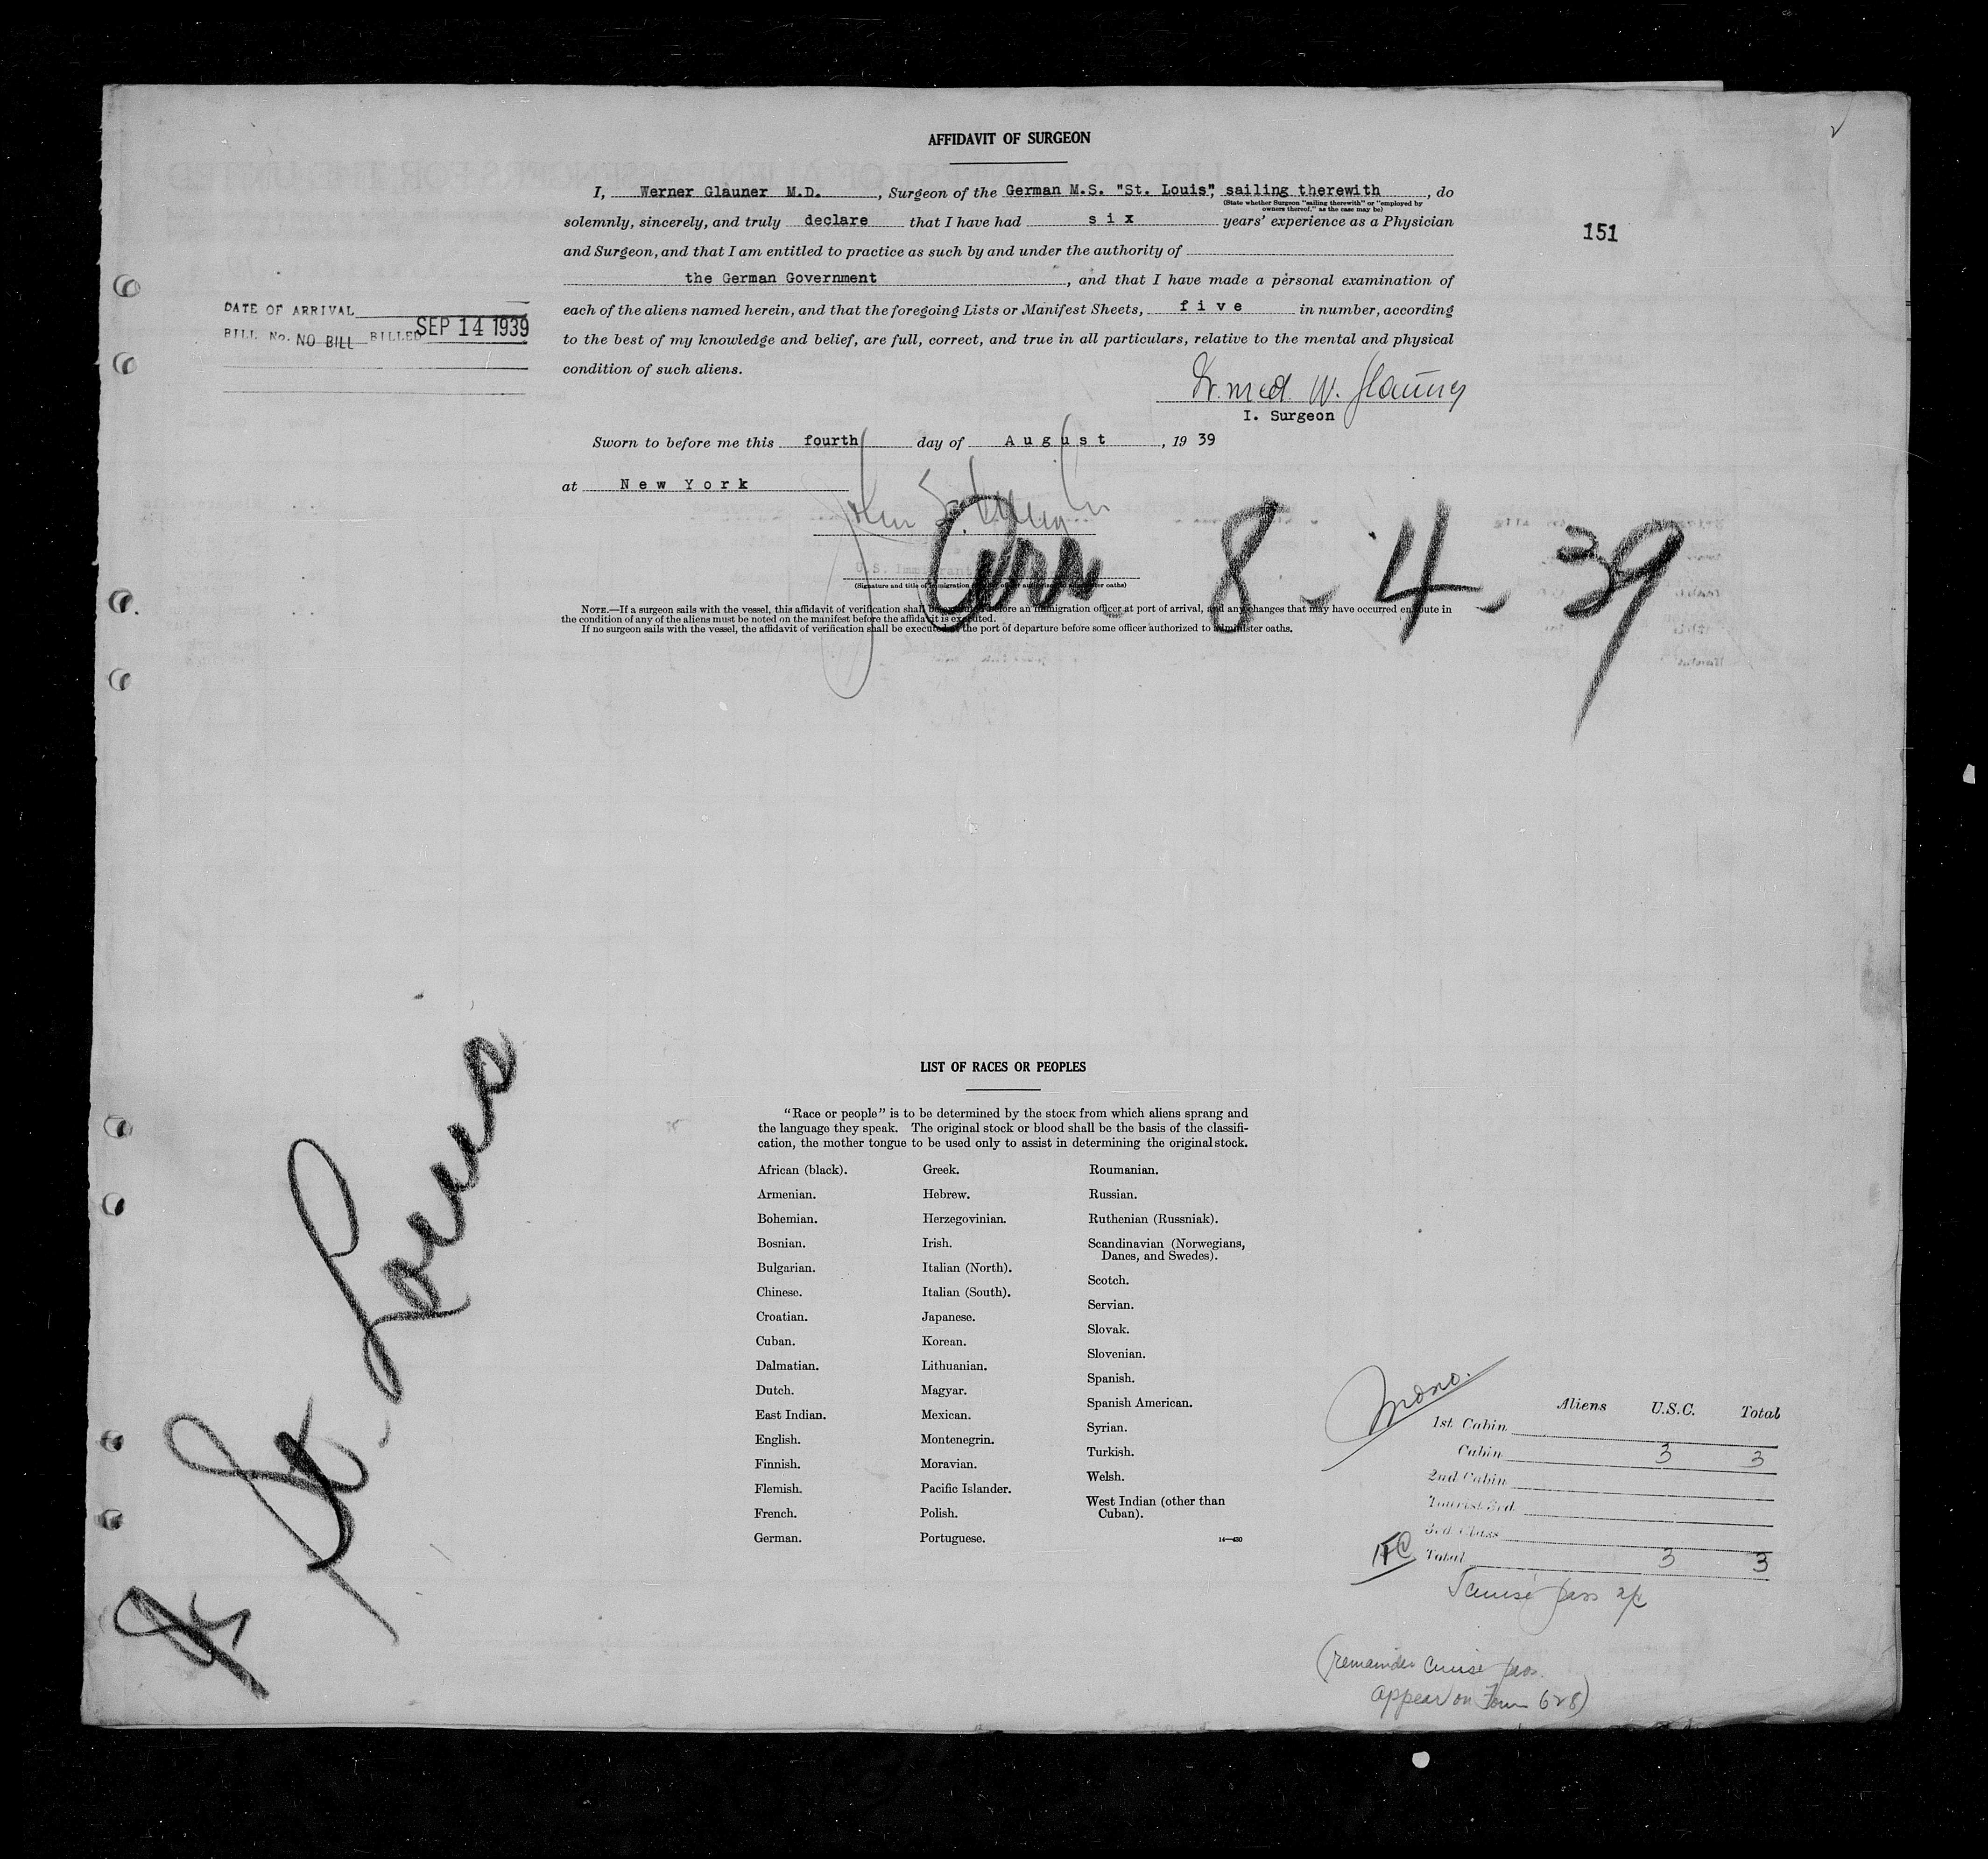 AFFIDAVIT OF SURGEON
I, Werner Glauner M.D., Surgeon of the German M.S. "St. Louis", sailing therewith, do
(State whether Surgeon "sailing therewith" or "employed by
owners thereof," as the case may be)
solemnly, sincerely, and truly declare that I have had six years' experience as a Physician
151
and Surgeon, and that I am entitled to practice as such by and under the authority of
the German Government, and that I have made a personal examination of
each of the aliens named herein, and that the foregoing Lists or Manifest Sheets, five in number, according
to the best of my knowledge and belief, are full, correct, and true in all particulars, relative to the mental and physical
condition of such aliens.
DATE OF ARRIVAL
BILL No. NO BILL BILLED SEP 14 1939
Dr. med. W. Glauner
I. Surgeon
Sworn to before me this fourth day of August, 19 39
at New York
Arr. 8-4-39
U.S. Immigrant
(Signature and title of immigration officer authorized to administer oaths)
NOTE.—If a surgeon sails with the vessel, this affidavit of verification shall be executed before an immigration officer at port of arrival, and any changes that may have occurred en route in
the condition of any of the aliens must be noted on the manifest before the affidavit is executed.
If no surgeon sails with the vessel, the affidavit of verification shall be executed at the port of departure before some officer authorized to administer oaths.
St. Louis
LIST OF RACES OR PEOPLES
"Race or people" is to be determined by the stock from which aliens sprang and
the language they speak. The original stock or blood shall be the basis of the classifi-
cation, the mother tongue to be used only to assist in determining the original stock.
African (black).
Armenian.
Bohemian.
Bosnian.
Bulgarian.
Chinese.
Croatian.
Cuban.
Dalmatian.
Dutch.
East Indian.
English.
Finnish.
Flemish.
French.
German.
Greek.
Hebrew.
Herzegovinian.
Irish.
Italian (North).
Italian (South).
Japanese.
Korean.
Lithuanian.
Magyar.
Mexican.
Montenegrin.
Moravian.
Pacific Islander.
Polish.
Portuguese.
Roumanian.
Russian.
Ruthenian (Russniak).
Scandinavian (Norwegians,
Danes, and Swedes).
Scotch.
Servian.
Slovak.
Slovenian.
Spanish.
Spanish American.
Syrian.
Turkish.
Welsh.
West Indian (other than
Cuban).
14—430
Aliens U.S.C. Total
1st Cabin
Cabin 3 3
2nd Cabin
Tourist 3rd
3rd Class
Total 3 3
(remainder cruise pass.
appear on Form 628)